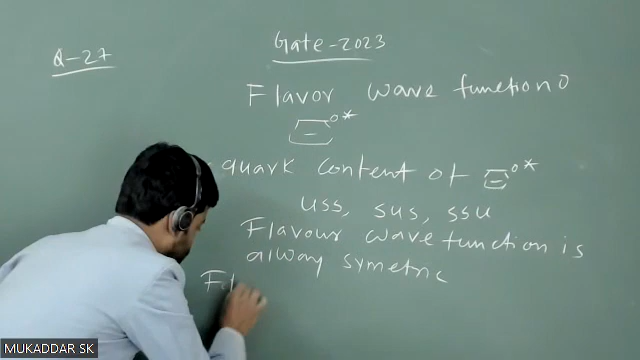 Q-27
Gate-2023
Flavor wave function of
Ξ⁰*
quark content of Ξ⁰*
uss, sus, ssu
Flavour wave function is
alway symetric
MUKADDAR SK